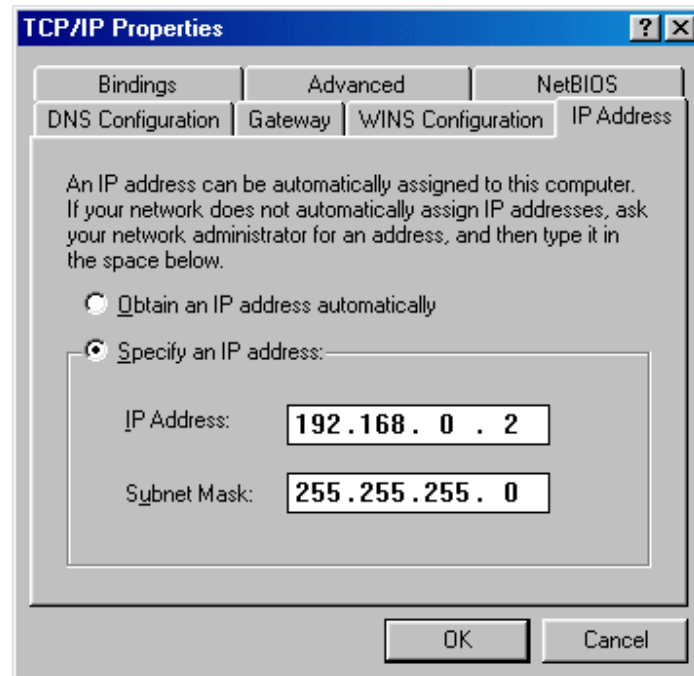 TCP/IP Properties
Bindings Advanced NetBIOS
DNS Configuration Gateway WINS Configuration IP Address
An IP address can be automatically assigned to this computer.
If your network does not automatically assign IP addresses, ask
your network administrator for an address, and then type it in
the space below.
Obtain an IP address automatically
Specify an IP address:
IP Address: 192.168. 0 . 2
Subnet Mask: 255.255.255. 0
OK Cancel